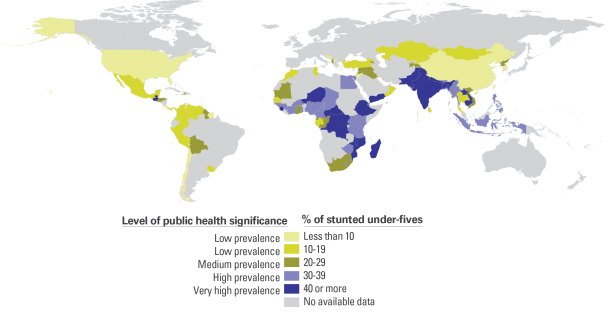 Level of public health significance % of stunted under-fives
Low prevalence Less than 10
Low prevalence 10-19
Medium prevalence 20-29
High prevalence 30-39
Very high prevalence 40 or more
No available data